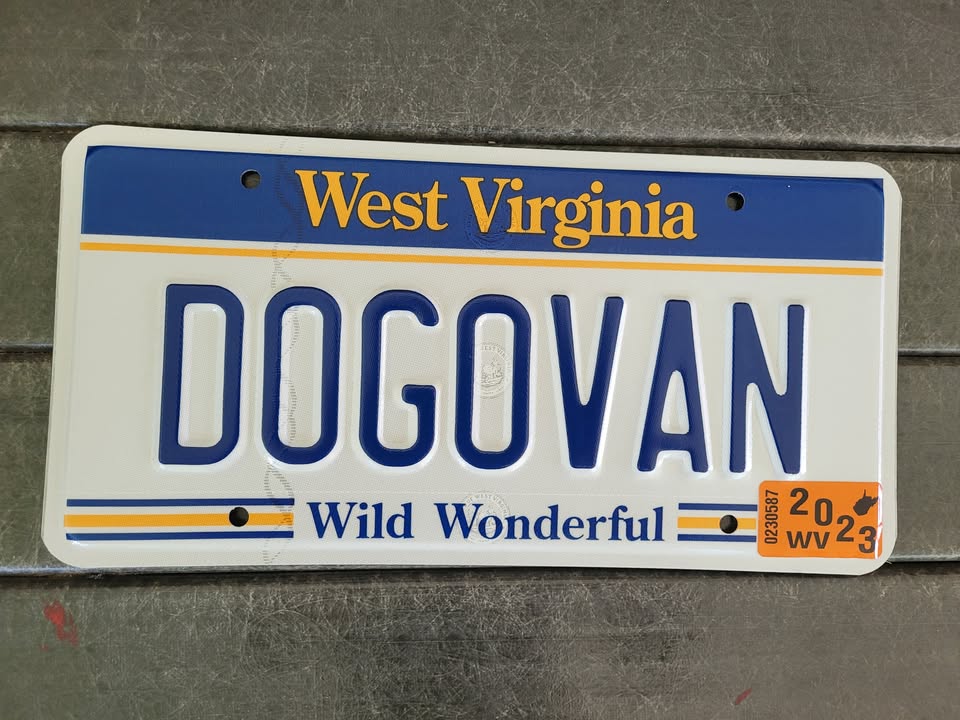 West Virginia
DOGOVAN
Wild Wonderful
0230587
2023
WV